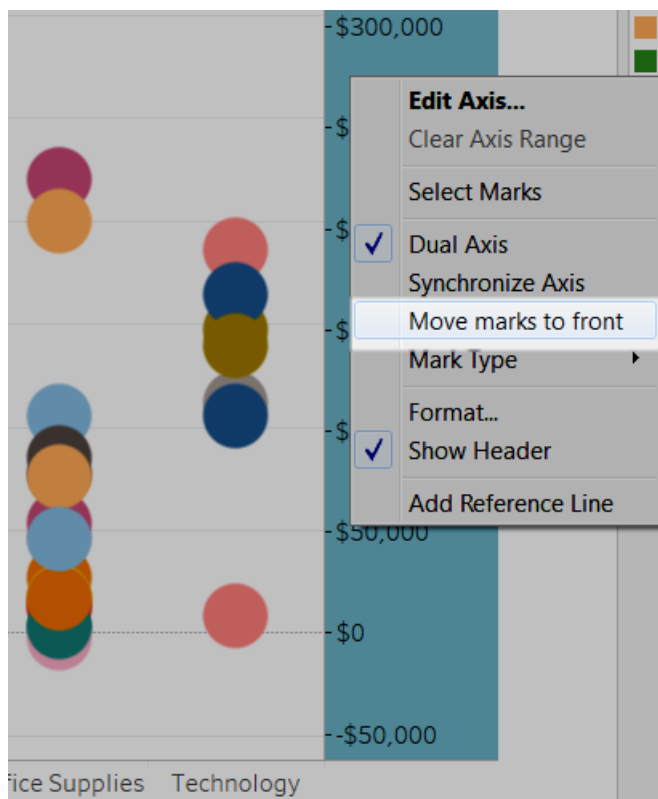 $300,000
Edit Axis...
Clear Axis Range
$
Select Marks
$
Dual Axis
Synchronize Axis
Move marks to front
$
Mark Type
Format...
$
Show Header
Add Reference Line
$50,000
$0
-$50,000
fice Supplies Technology